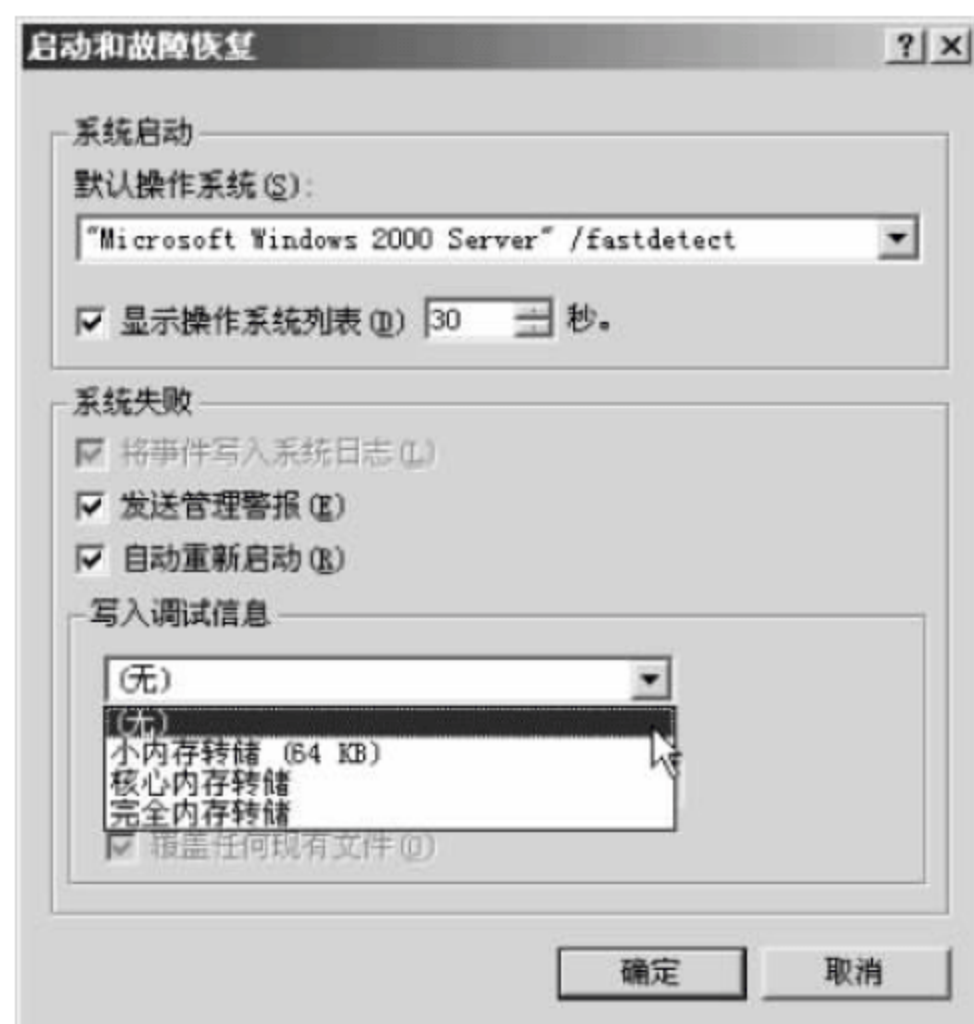 启动和故障恢复
系统启动
默认操作系统(S):
"Microsoft Windows 2000 Server" /fastdetect
显示操作系统列表(D) 30 秒。
系统失败
将事件写入系统日志(L)
发送管理警报(E)
自动重新启动(R)
写入调试信息
(无)
(无)
小内存转储 (64 KB)
核心内存转储
完全内存转储
覆盖任何现有文件(O)
确定 取消